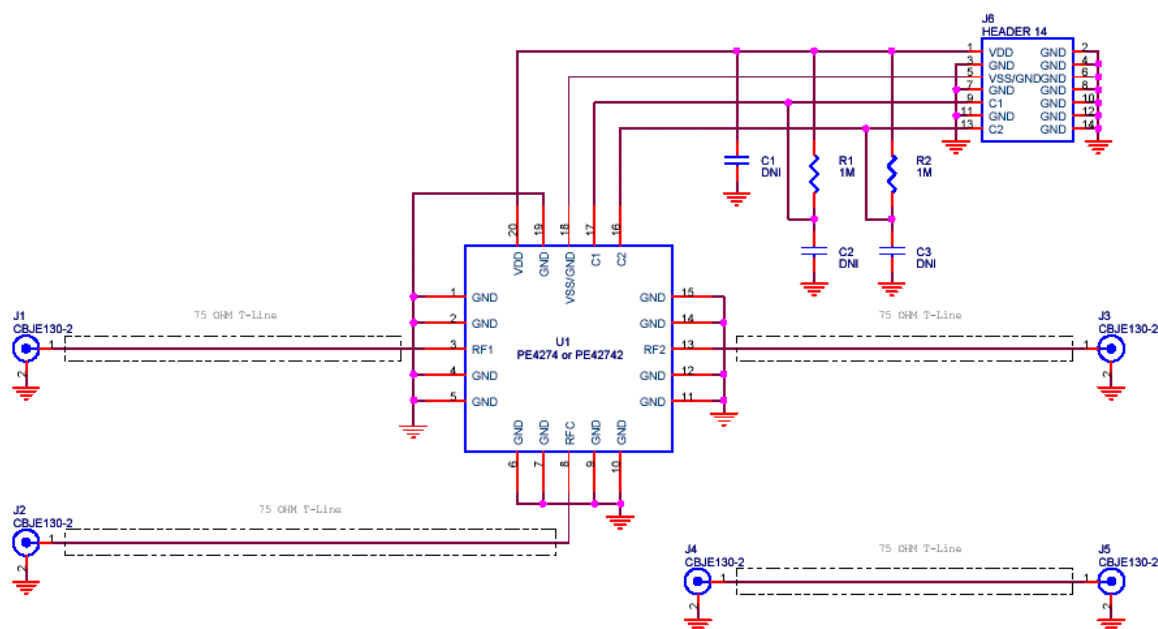 J6
HEADER 14
1 VDD GND 2
3 GND GND 4
5 VSS/GND GND 6
7 GND GND 8
9 C1 GND 10
11 GND GND 12
13 C2 GND 14
C1
DNI
R1
1M
R2
1M
C2
DNI
C3
DNI
20 19 18 17 16
VDD GND VSS/GND C1 C2
1 GND GND 15
2 GND GND 14
3 RF1 RF2 13
4 GND GND 12
5 GND GND 11
U1
PE4274 or PE42742
GND GND RFC GND GND
6 7 8 9 10
J1
CBJE130-2
1
2
75 OHM T-Line
75 OHM T-Line
J3
CBJE130-2
1
2
J2
CBJE130-2
1
2
75 OHM T-Line
J4
CBJE130-2
1
2
75 OHM T-Line
J5
CBJE130-2
1
2